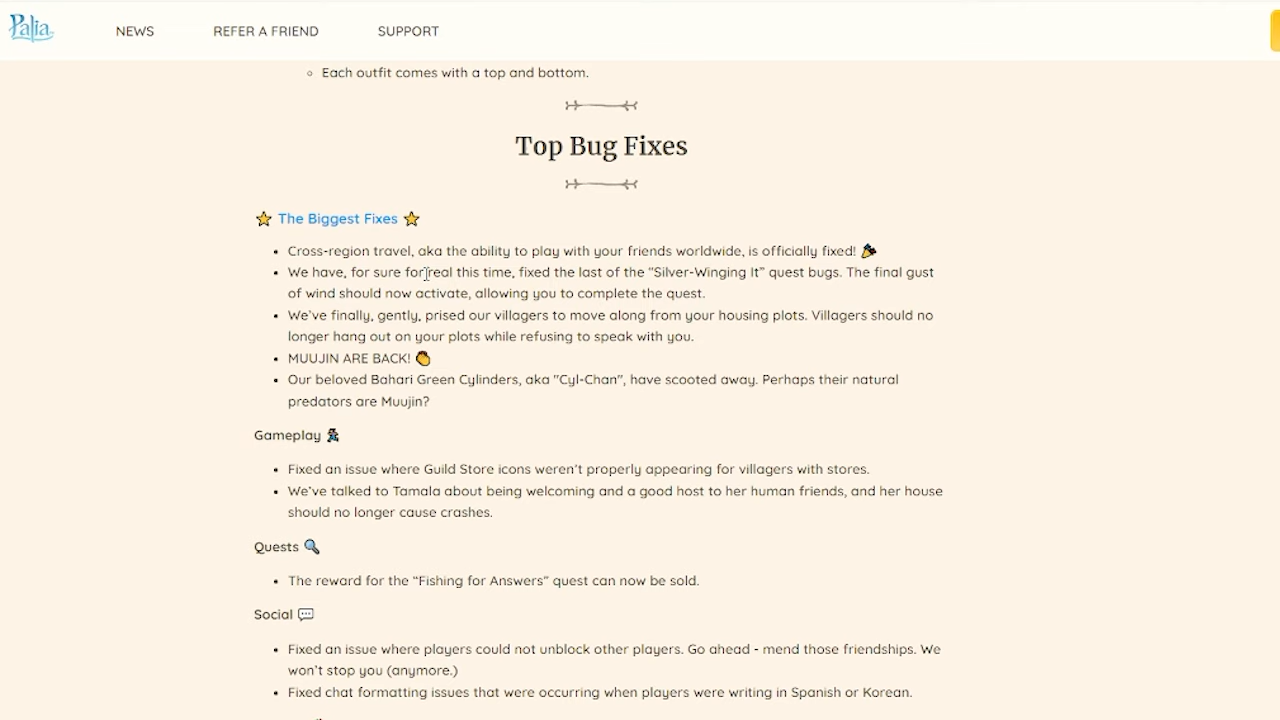 Palia
NEWS
REFER A FRIEND
SUPPORT
Each outfit comes with a top and bottom.
Top Bug Fixes
The Biggest Fixes
Cross-region travel, aka the ability to play with your friends worldwide, is officially fixed!
We have, for sure for real this time, fixed the last of the “Silver-Winging It” quest bugs. The final gust
of wind should now activate, allowing you to complete the quest.
We’ve finally, gently, prised our villagers to move along from your housing plots. Villagers should no
longer hang out on your plots while refusing to speak with you.
MUUJIN ARE BACK!
Our beloved Bahari Green Cylinders, aka "Cyl-Chan", have scooted away. Perhaps their natural
predators are Muujin?
Gameplay
Fixed an issue where Guild Store icons weren’t properly appearing for villagers with stores.
We’ve talked to Tamala about being welcoming and a good host to her human friends, and her house
should no longer cause crashes.
Quests
The reward for the “Fishing for Answers” quest can now be sold.
Social
Fixed an issue where players could not unblock other players. Go ahead - mend those friendships. We
won’t stop you (anymore.)
Fixed chat formatting issues that were occurring when players were writing in Spanish or Korean.